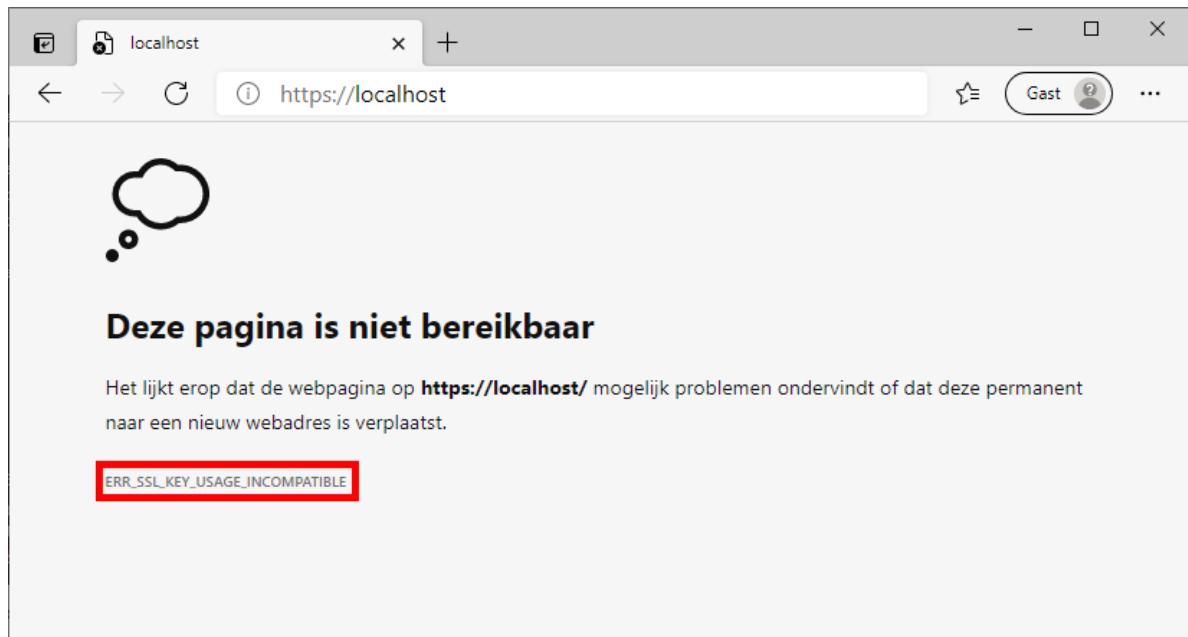 localhost
https://localhost
Gast
Deze pagina is niet bereikbaar
Het lijkt erop dat de webpagina op https://localhost/ mogelijk problemen ondervindt of dat deze permanent
naar een nieuw webadres is verplaatst.
ERR_SSL_KEY_USAGE_INCOMPATIBLE